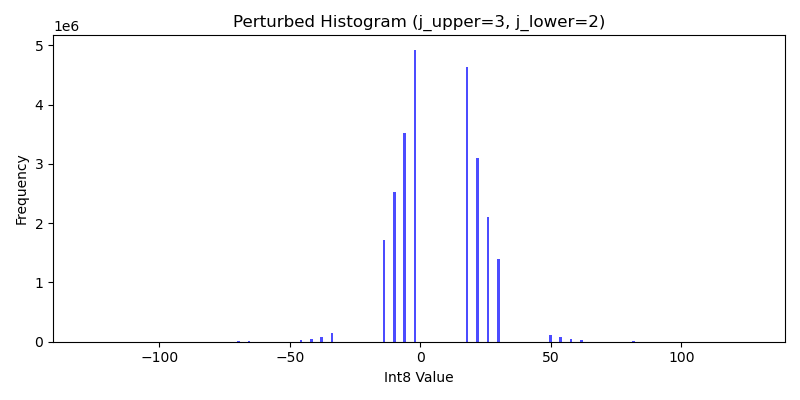 Perturbed Histogram (j_upper=3, j_lower=2)
1e6
5
4
3
2
1
0
Frequency
−100
−50
0
50
100
Int8 Value